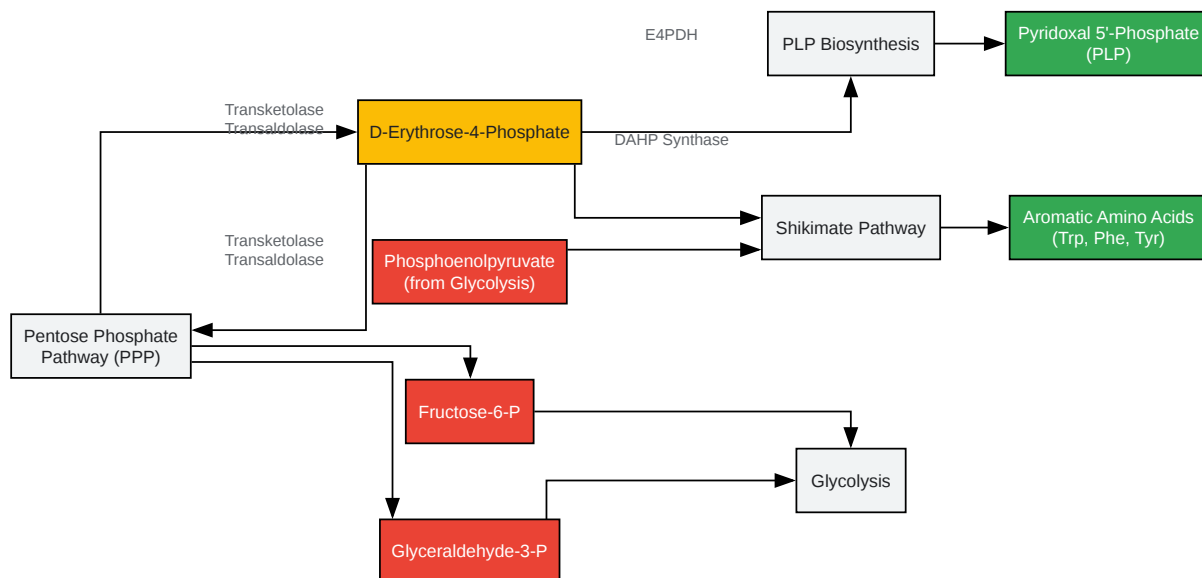 E4PDH
PLP Biosynthesis
Pyridoxal 5'-Phosphate
(PLP)
Transketolase
Transaldolase
D-Erythrose-4-Phosphate
DAHP Synthase
Shikimate Pathway
Aromatic Amino Acids
(Trp, Phe, Tyr)
Transketolase
Transaldolase
Phosphoenolpyruvate
(from Glycolysis)
Pentose Phosphate
Pathway (PPP)
Fructose-6-P
Glycolysis
Glyceraldehyde-3-P